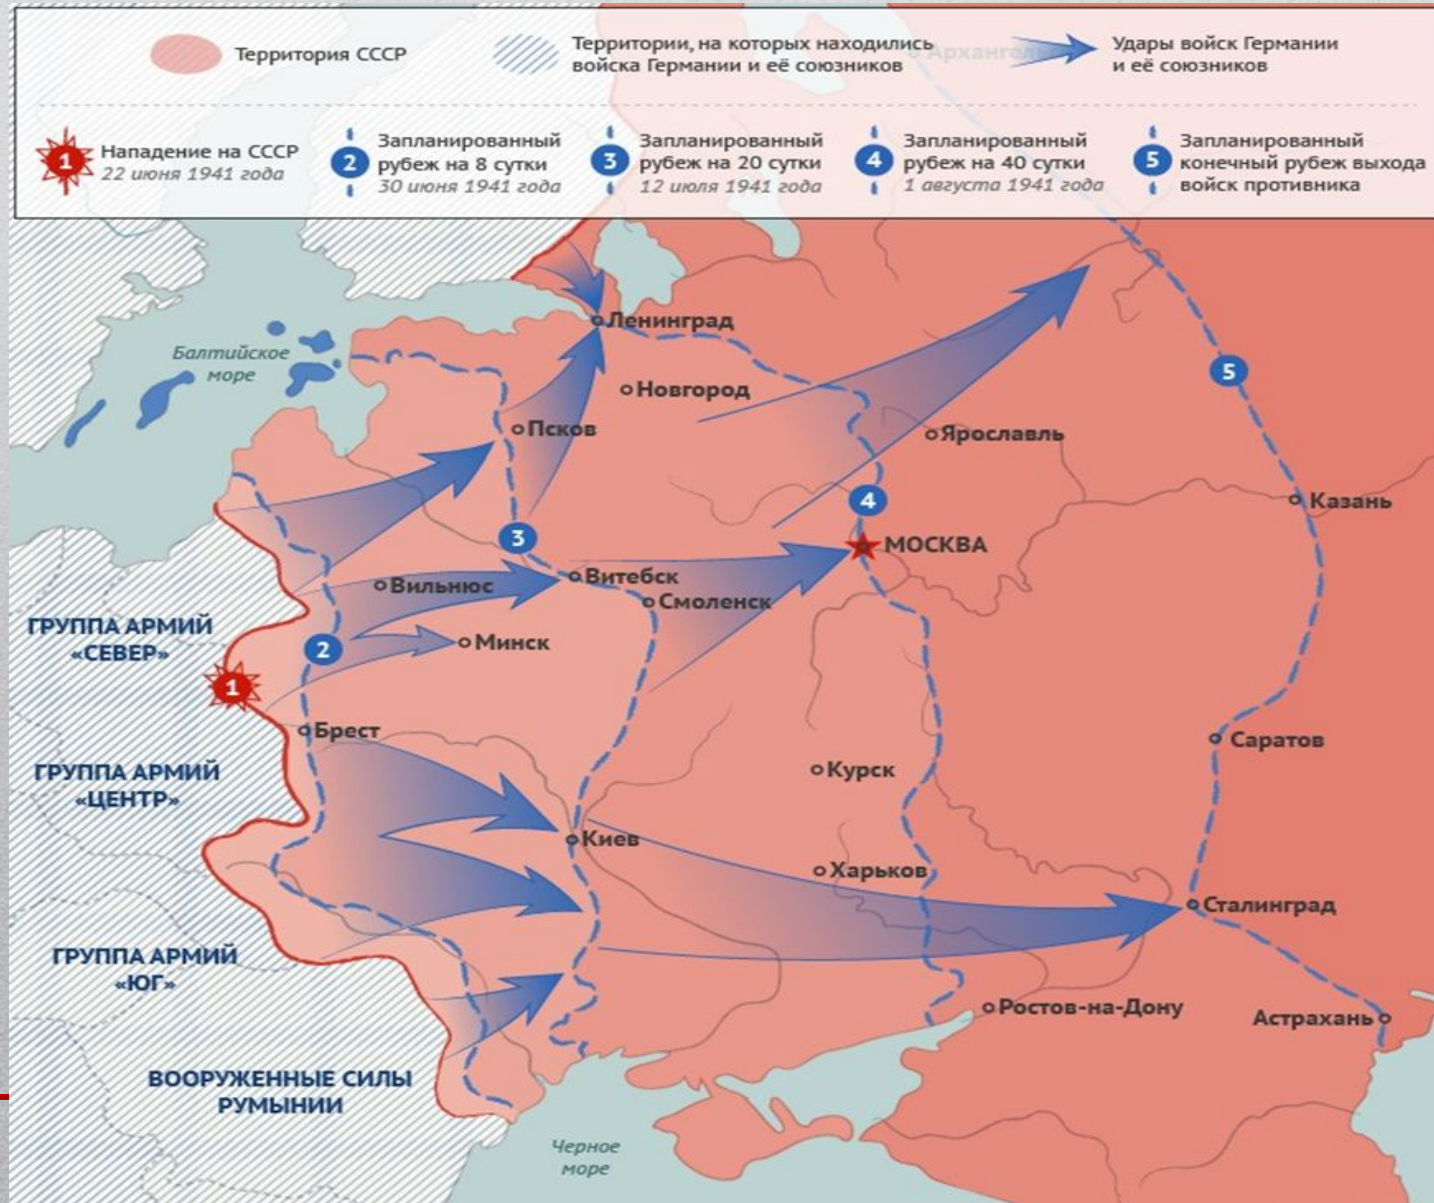 Территория СССР
Территории, на которых находились
войска Германии и её союзников
Архангельск
Удары войск Германии
и её союзников
1
Нападение на СССР
22 июня 1941 года
2
Запланированный
рубеж на 8 сутки
30 июня 1941 года
3
Запланированный
рубеж на 20 сутки
12 июля 1941 года
4
Запланированный
рубеж на 40 сутки
1 августа 1941 года
5
Запланированный
конечный рубеж выхода
войск противника
Ленинград
Балтийское
море
5
Новгород
Псков
Ярославль
4
Казань
3
МОСКВА
Витебск
Вильнюс
Смоленск
ГРУППА АРМИЙ
«СЕВЕР»
2
Минск
1
Брест
Саратов
ГРУППА АРМИЙ
«ЦЕНТР»
Курск
Киев
Харьков
Сталинград
ГРУППА АРМИЙ
«ЮГ»
Ростов-на-Дону
Астрахань
ВООРУЖЕННЫЕ СИЛЫ
РУМЫНИИ
Черное
море